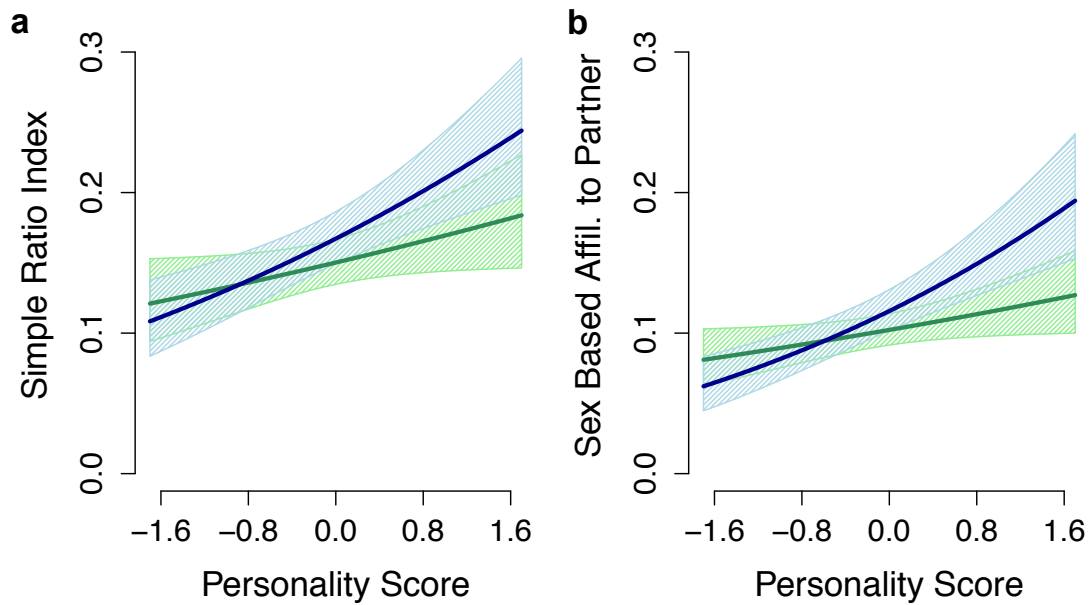 a
Simple Ratio Index
0.3
0.2
0.1
0.0
−1.6 −0.8 0.0 0.8 1.6
Personality Score
b
Sex Based Affil. to Partner
0.3
0.2
0.1
0.0
−1.6 −0.8 0.0 0.8 1.6
Personality Score